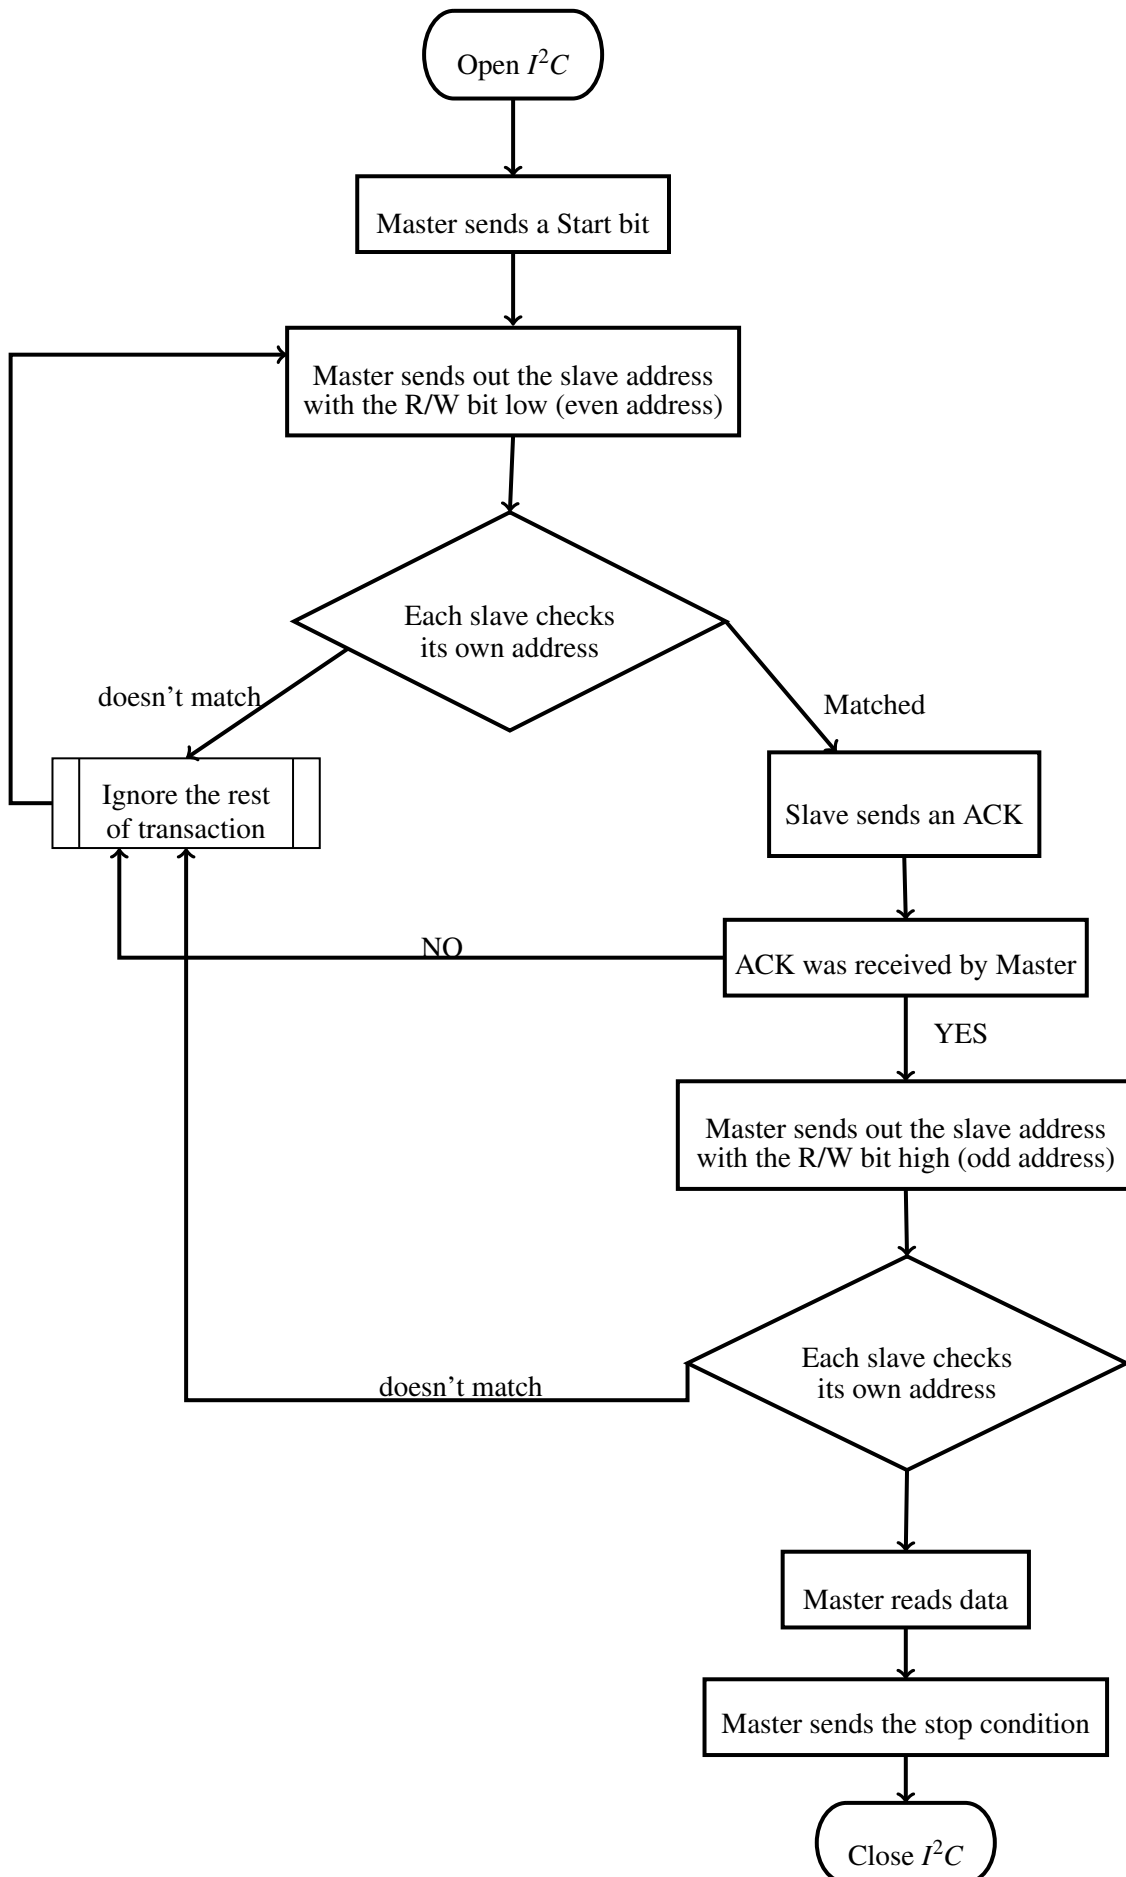 Open I²C
Master sends a Start bit
Master sends out the slave address
with the R/W bit low (even address)
Each slave checks
its own address
doesn't match
Matched
Ignore the rest
of transaction
Slave sends an ACK
NO
ACK was received by Master
YES
Master sends out the slave address
with the R/W bit high (odd address)
Each slave checks
its own address
doesn't match
Master reads data
Master sends the stop condition
Close I²C